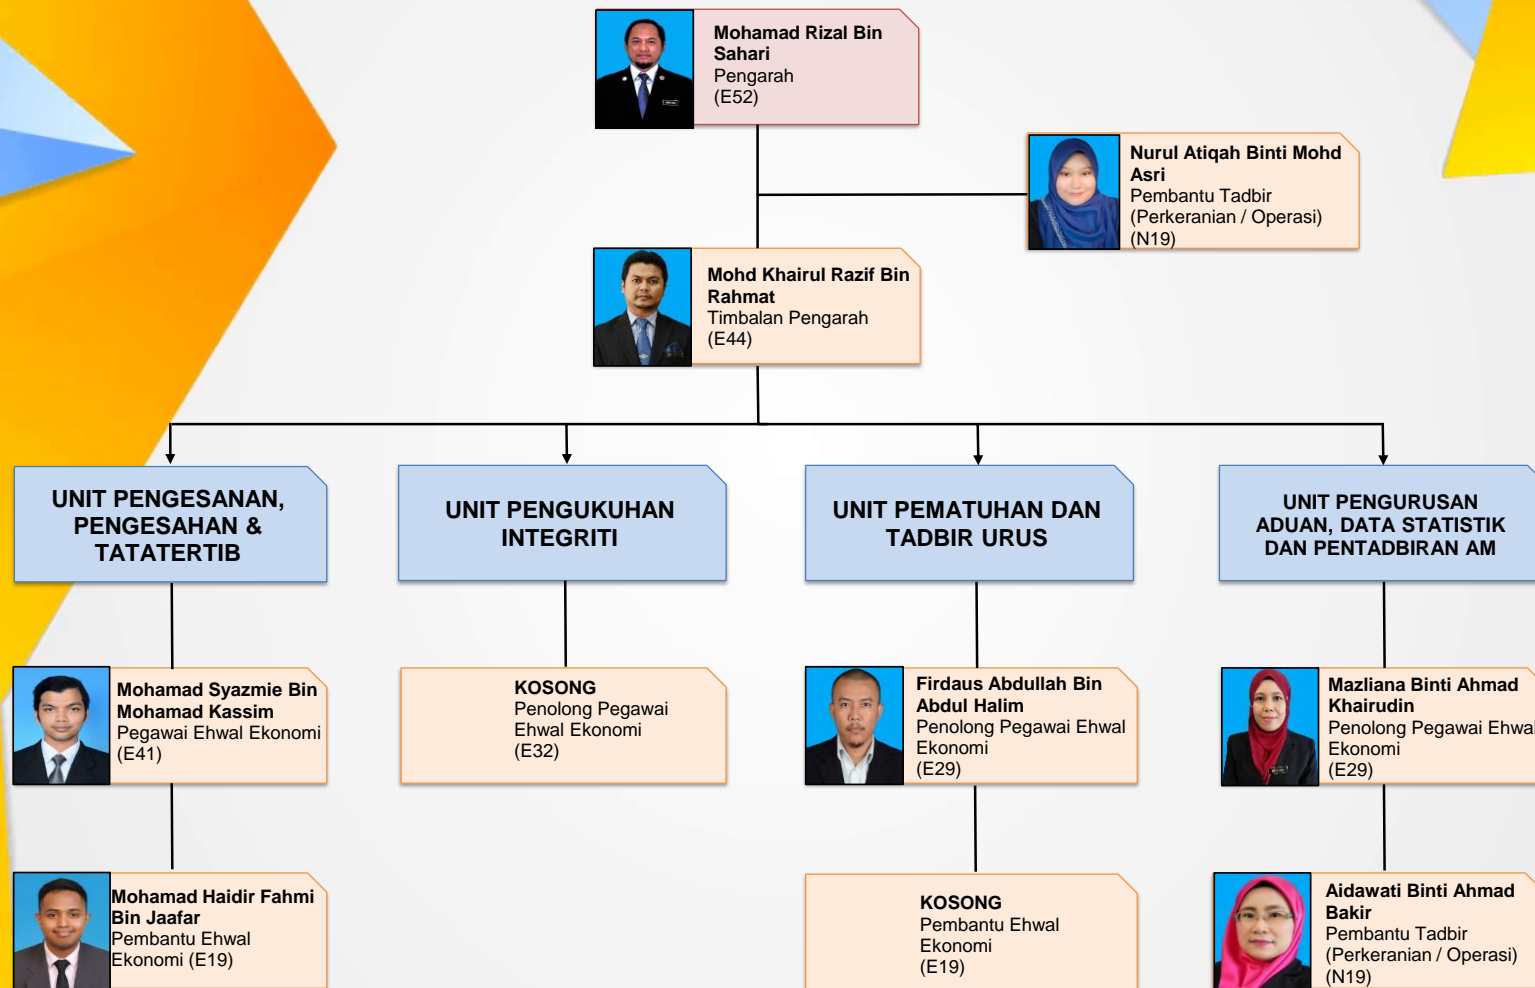 Mohamad Rizal Bin
Sahari
Pengarah
(E52)
Nurul Atiqah Binti Mohd
Asri
Pembantu Tadbir
(Perkeranian / Operasi)
(N19)
Mohd Khairul Razif Bin
Rahmat
Timbalan Pengarah
(E44)
UNIT PENGESANAN,
PENGESAHAN &
TATATERTIB
UNIT PENGUKUHAN
INTEGRITI
UNIT PEMATUHAN DAN
TADBIR URUS
UNIT PENGURUSAN
ADUAN, DATA STATISTIK
DAN PENTADBIRAN AM
Mohamad Syazmie Bin
Mohamad Kassim
Pegawai Ehwal Ekonomi
(E41)
KOSONG
Penolong Pegawai
Ehwal Ekonomi
(E32)
Firdaus Abdullah Bin
Abdul Halim
Penolong Pegawai Ehwal
Ekonomi
(E29)
Mazliana Binti Ahmad
Khairudin
Penolong Pegawai Ehwal
Ekonomi
(E29)
Mohamad Haidir Fahmi
Bin Jaafar
Pembantu Ehwal
Ekonomi (E19)
KOSONG
Pembantu Ehwal
Ekonomi
(E19)
Aidawati Binti Ahmad
Bakir
Pembantu Tadbir
(Perkeranian / Operasi)
(N19)